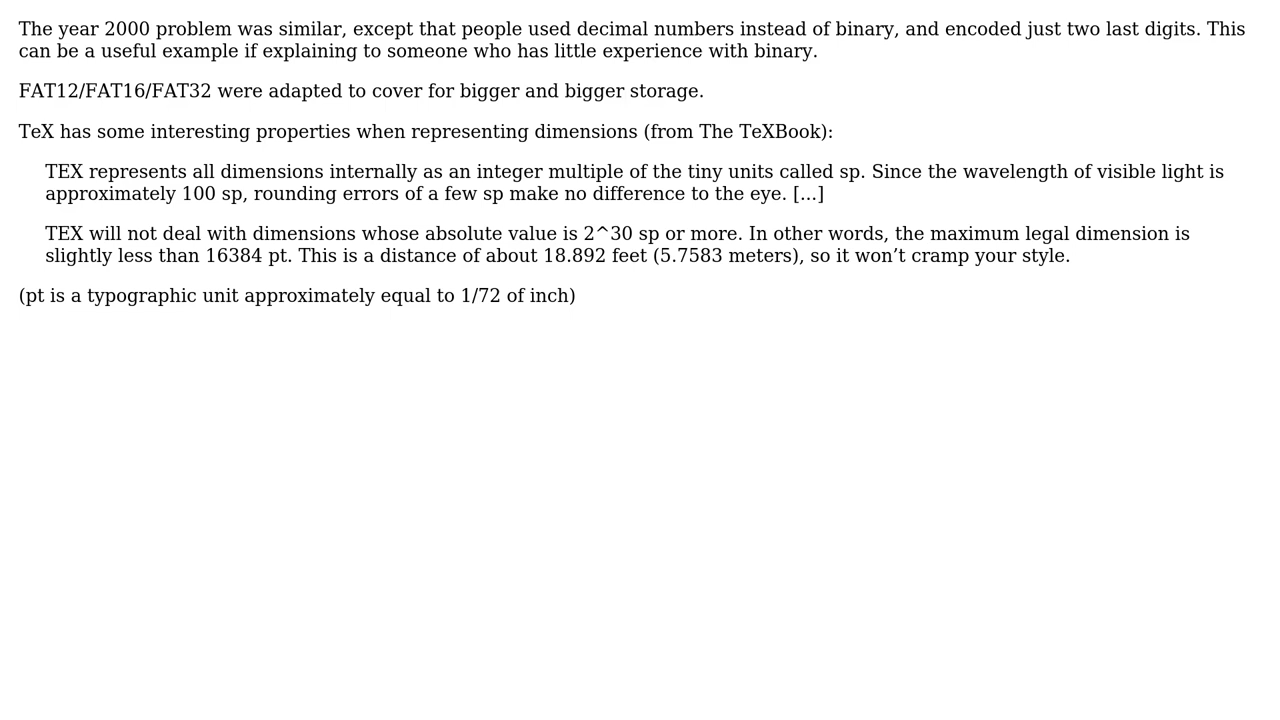 The year 2000 problem was similar, except that people used decimal numbers instead of binary, and encoded just two last digits. This
can be a useful example if explaining to someone who has little experience with binary.
FAT12/FAT16/FAT32 were adapted to cover for bigger and bigger storage.
TeX has some interesting properties when representing dimensions (from The TeXBook):
TEX represents all dimensions internally as an integer multiple of the tiny units called sp. Since the wavelength of visible light is
approximately 100 sp, rounding errors of a few sp make no difference to the eye. [...]
TEX will not deal with dimensions whose absolute value is 2^30 sp or more. In other words, the maximum legal dimension is
slightly less than 16384 pt. This is a distance of about 18.892 feet (5.7583 meters), so it won’t cramp your style.
(pt is a typographic unit approximately equal to 1/72 of inch)